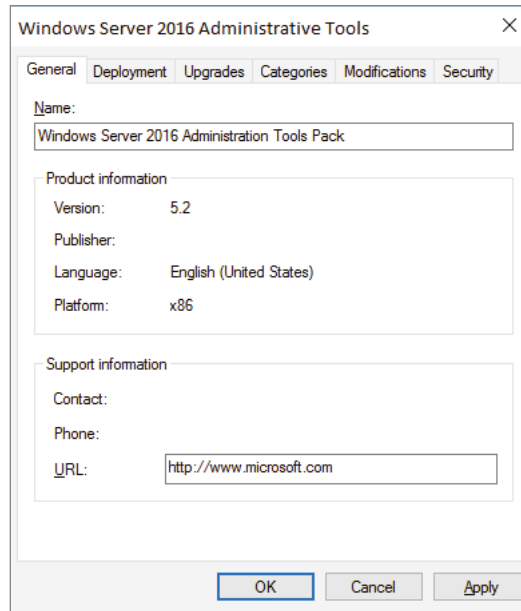 Windows Server 2016 Administrative Tools
General Deployment Upgrades Categories Modifications Security
Name:
Windows Server 2016 Administration Tools Pack
Product information
Version: 5.2
Publisher:
Language: English (United States)
Platform: x86
Support information
Contact:
Phone:
URL: http://www.microsoft.com
OK Cancel Apply